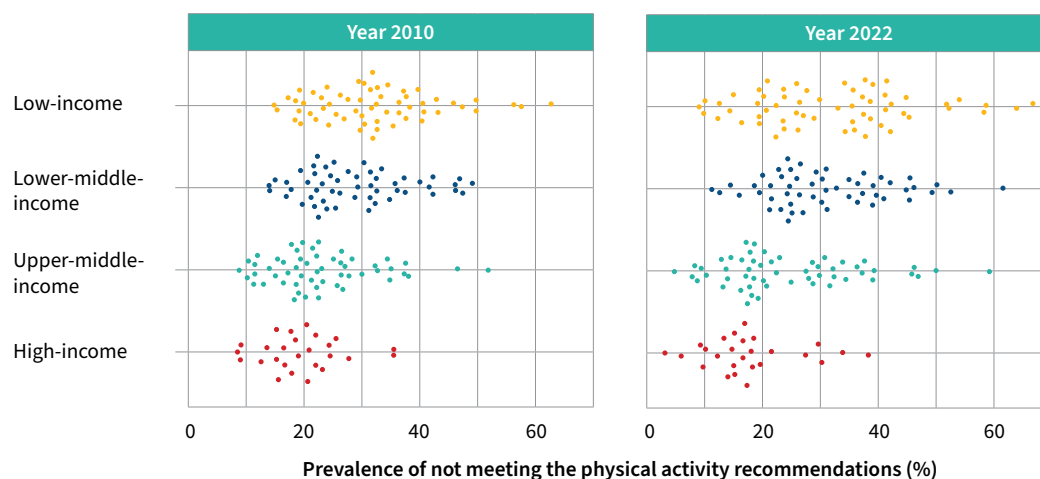 Year 2010
Year 2022
Low-income
Lower-middle-
income
Upper-middle-
income
High-income
0 20 40 60
0 20 40 60
Prevalence of not meeting the physical activity recommendations (%)